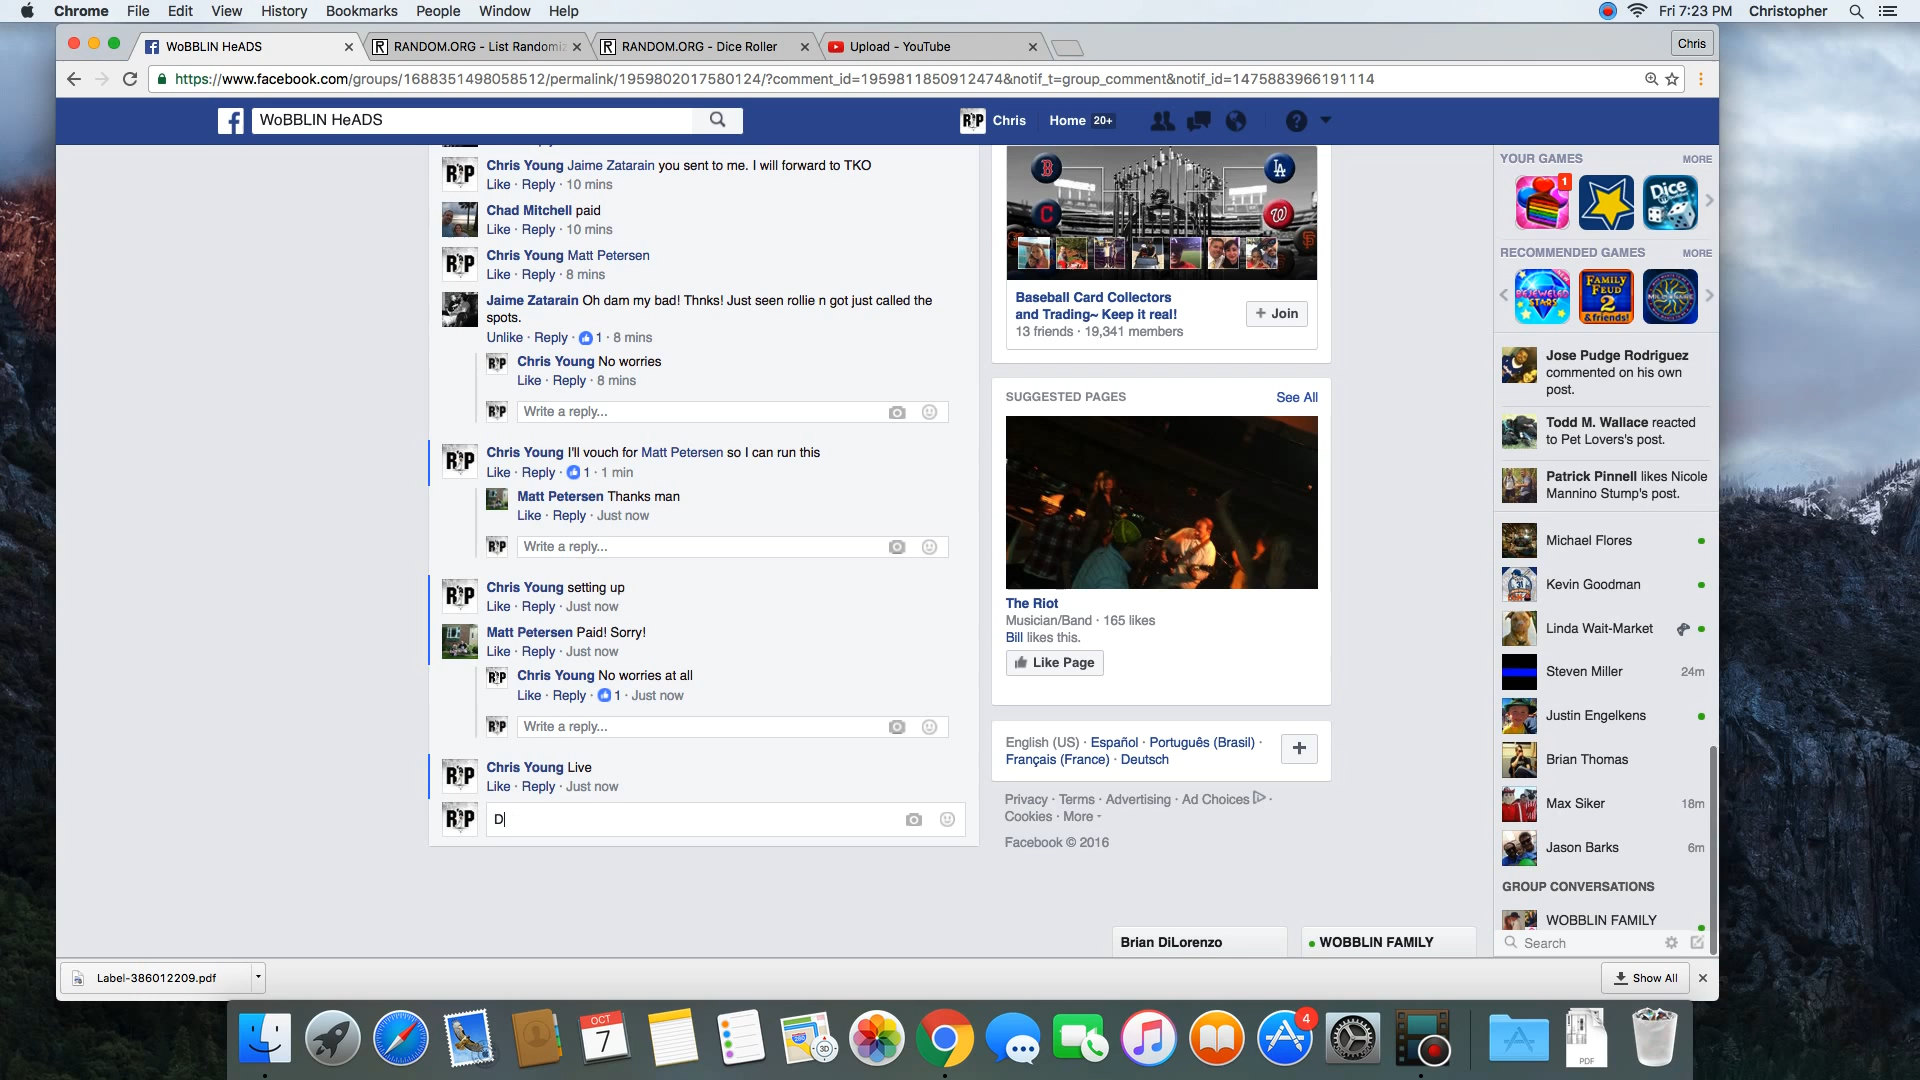 Chrome File Edit View History Bookmarks People Window Help
Fri 7:23 PM Christopher
WoBBLIN HeADS
RANDOM.ORG - List Randomiz
RANDOM.ORG - Dice Roller
Upload - YouTube
Chris
https://www.facebook.com/groups/1688351498058512/permalink/1959802017580124/?comment_id=1959811850912474&notif_t=group_comment&notif_id=1475883966191114
WoBBLIN HeADS
Chris Home 20+
Chris Young Jaime Zatarain you sent to me. I will forward to TKO
Like · Reply · 10 mins
Chad Mitchell paid
Like · Reply · 10 mins
Chris Young Matt Petersen
Like · Reply · 8 mins
Jaime Zatarain Oh dam my bad! Thnks! Just seen rollie n got just called the
spots.
Unlike · Reply · 1 · 8 mins
Chris Young No worries
Like · Reply · 8 mins
Write a reply...
Chris Young I'll vouch for Matt Petersen so I can run this
Like · Reply · 1 · 1 min
Matt Petersen Thanks man
Like · Reply · Just now
Write a reply...
Chris Young setting up
Like · Reply · Just now
Matt Petersen Paid! Sorry!
Like · Reply · Just now
Chris Young No worries at all
Like · Reply · 1 · Just now
Write a reply...
Chris Young Live
Like · Reply · Just now
D
Baseball Card Collectors
and Trading~ Keep it real!
13 friends · 19,341 members
+ Join
SUGGESTED PAGES See All
The Riot
Musician/Band · 165 likes
Bill likes this.
Like Page
English (US) · Español · Português (Brasil) ·
Français (France) · Deutsch
Privacy · Terms · Advertising · Ad Choices ·
Cookies · More
Facebook © 2016
YOUR GAMES MORE
1
Dice
RECOMMENDED GAMES MORE
BEJEWELED
STARS
FAMILY
FEUD
2
&friends!
Jose Pudge Rodriguez
commented on his own
post.
Todd M. Wallace reacted
to Pet Lovers's post.
Patrick Pinnell likes Nicole
Mannino Stump's post.
Michael Flores
Kevin Goodman
Linda Wait-Market
Steven Miller 24m
Justin Engelkens
Brian Thomas
Max Siker 18m
Jason Barks 6m
GROUP CONVERSATIONS
WOBBLIN FAMILY
Search
Brian DiLorenzo
WOBBLIN FAMILY
Label-386012209.pdf
Show All
OCT
7
3D
4
PDF